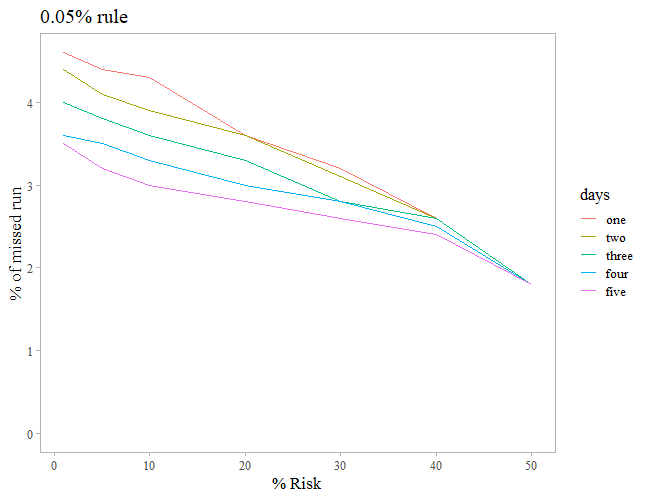 0.05% rule
% of miissed run
4
3
2
1
0
0 10 20 30 40 50
% Risk
days
one
two
three
four
five